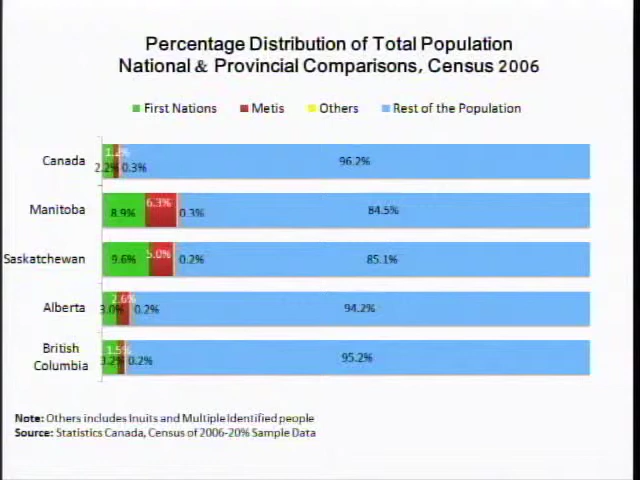 Percentage Distribution of Total Population
National & Provincial Comparisons, Census 2006
First Nations Metis Others Rest of the Population
Canada 2.2% 1.2% 0.3% 96.2%
Manitoba 8.9% 6.3% 0.3% 84.5%
Saskatchewan 9.6% 5.0% 0.2% 85.1%
Alberta 3.0% 2.6% 0.2% 94.2%
British
Columbia 3.2% 1.5% 0.2% 95.2%
Note: Others includes Inuits and Multiple Identified people
Source: Statistics Canada, Census of 2006-20% Sample Data